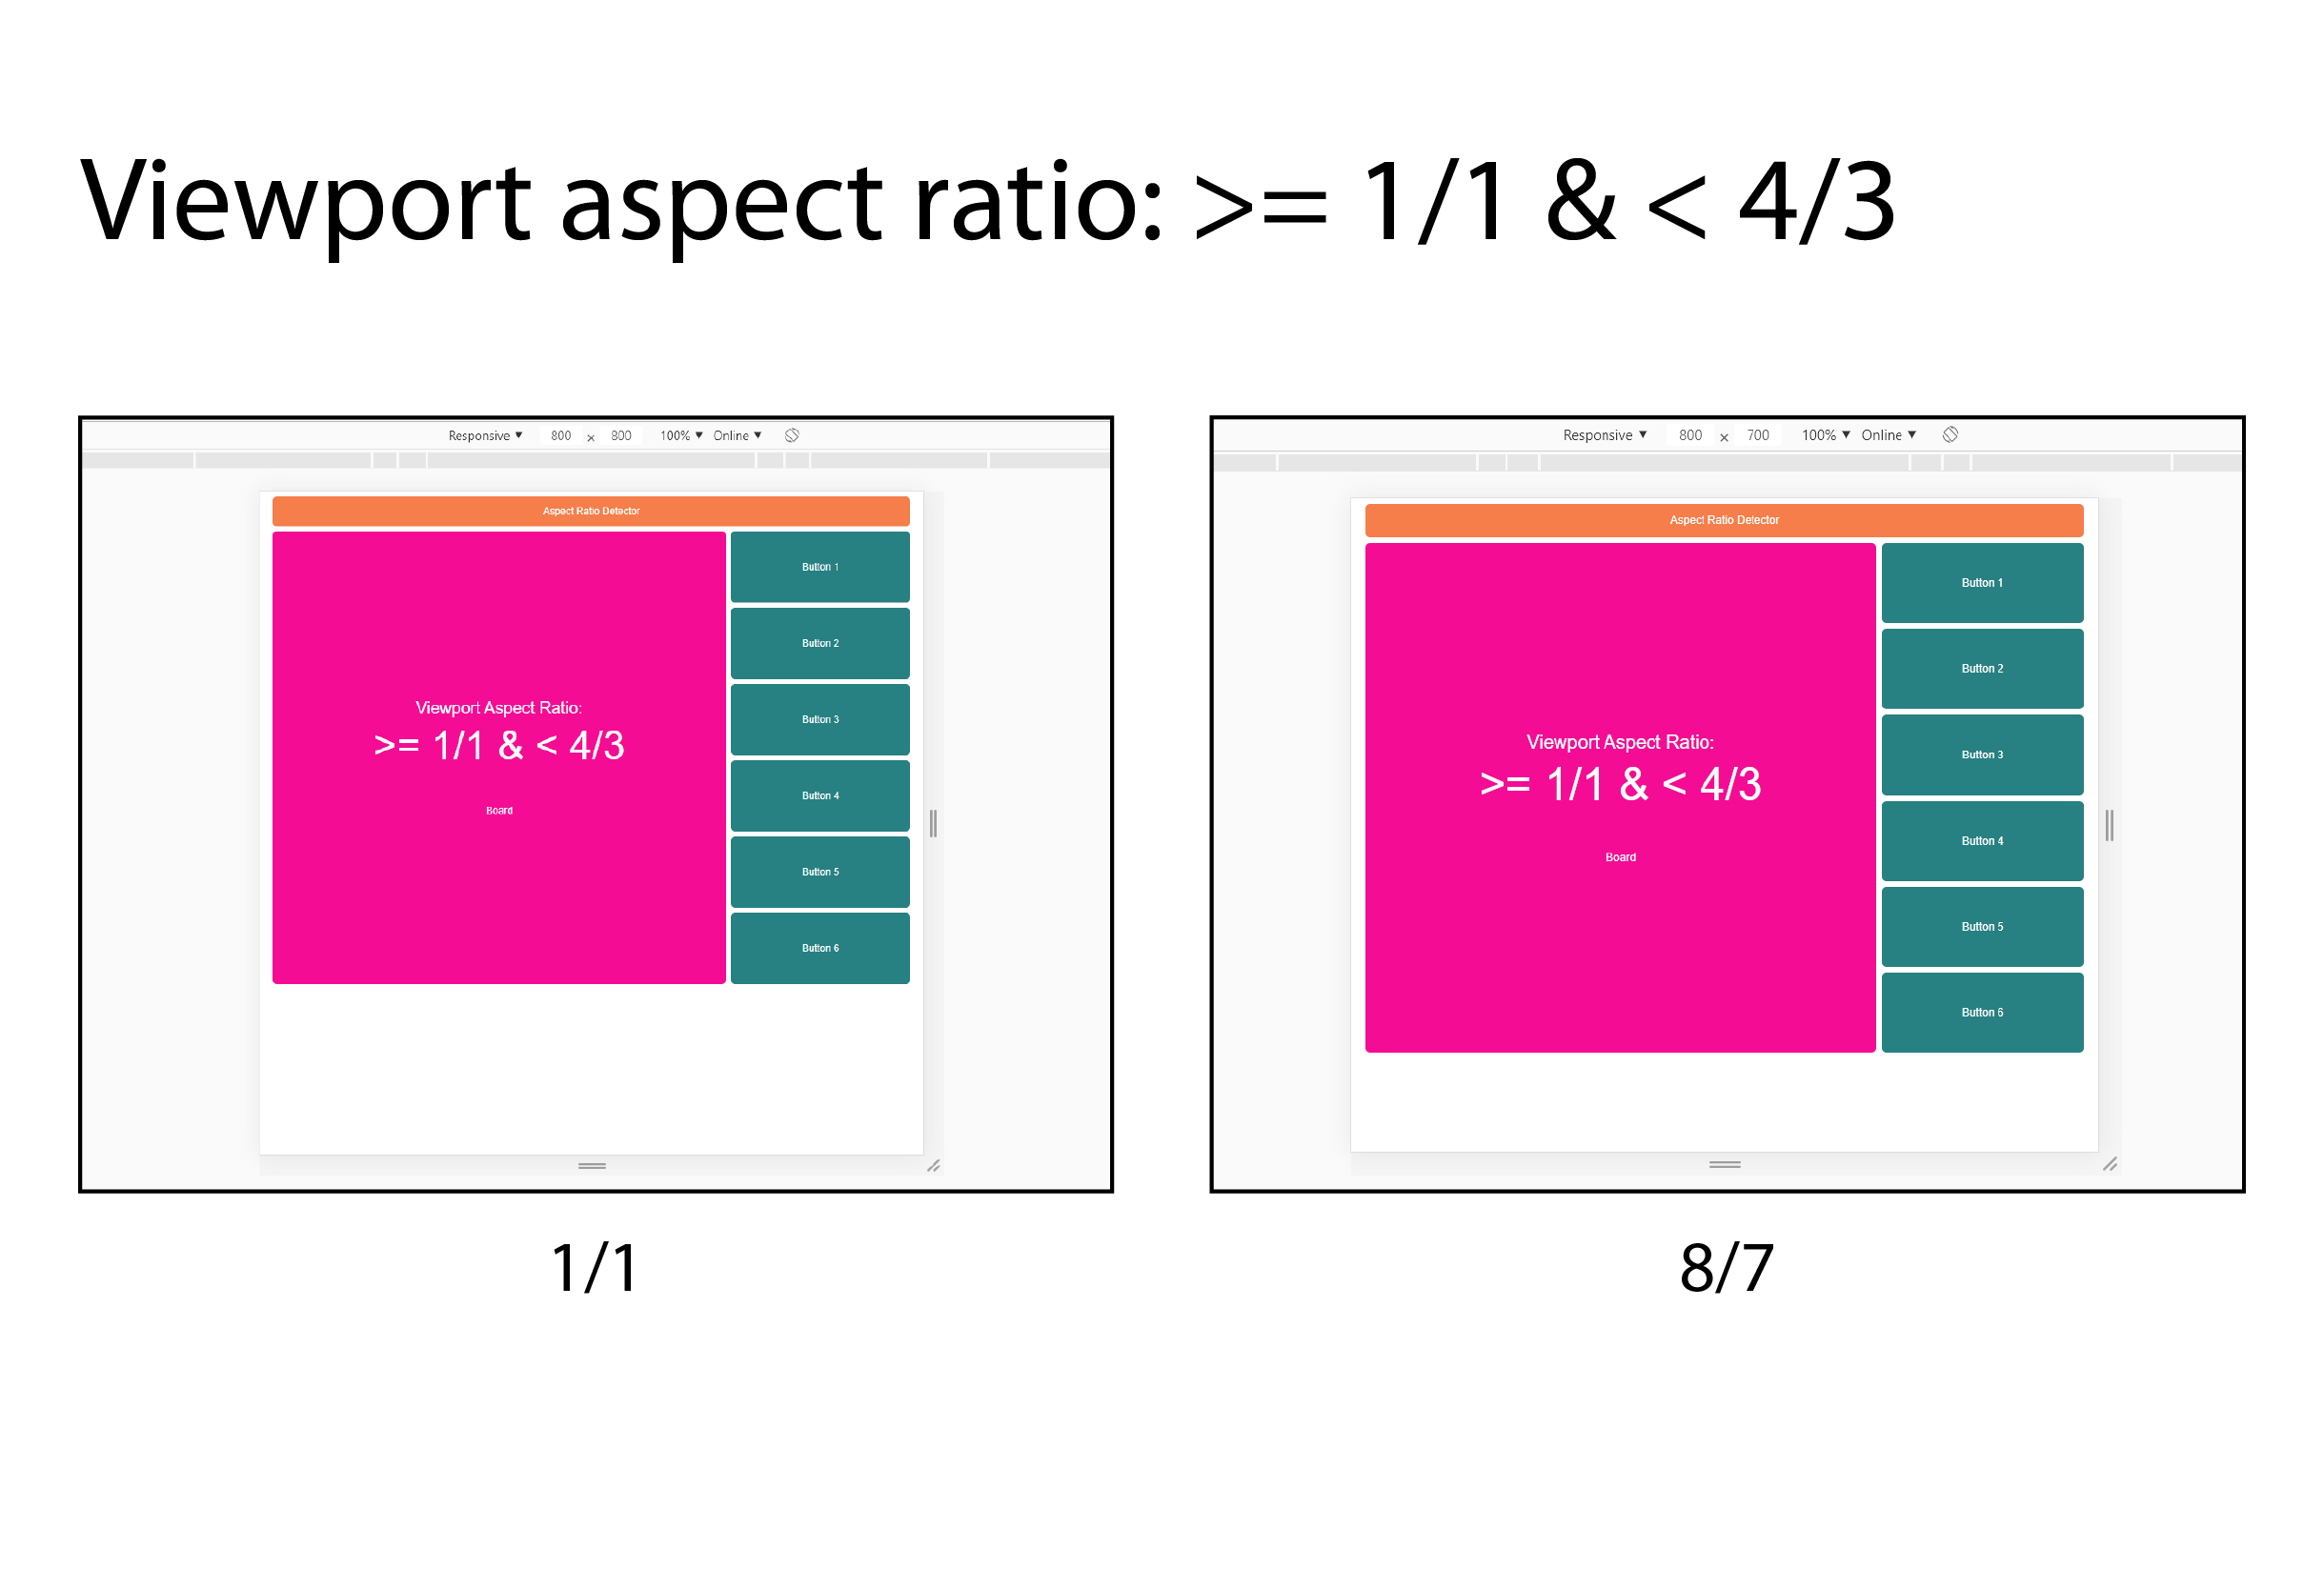 Viewport aspect ratio: >= 1/1 & < 4/3
Responsive ▼ 800 × 800 100% ▼ Online ▼
Aspect Ratio Detector
Viewport Aspect Ratio:
>= 1/1 & < 4/3
Board
Button 1
Button 2
Button 3
Button 4
Button 5
Button 6
1/1
Responsive ▼ 800 × 700 100% ▼ Online ▼
Aspect Ratio Detector
Viewport Aspect Ratio:
>= 1/1 & < 4/3
Board
Button 1
Button 2
Button 3
Button 4
Button 5
Button 6
8/7